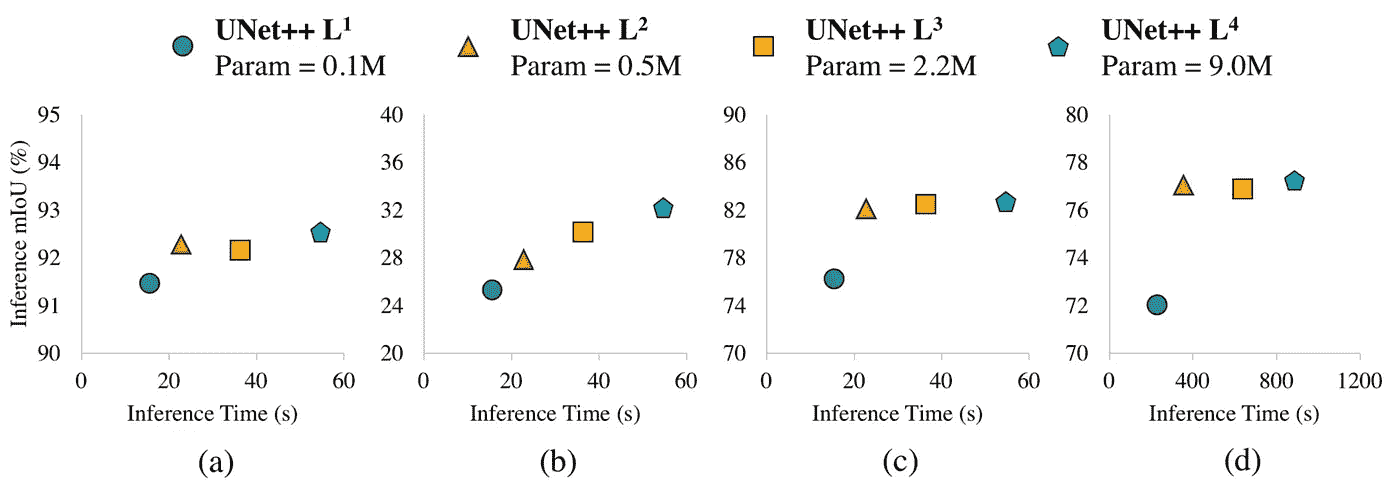 UNet++ L¹ UNet++ L² UNet++ L³ UNet++ L⁴
Param = 0.1M Param = 0.5M Param = 2.2M Param = 9.0M
Inference mIoU (%)
95
94
93
92
91
90
0 20 40 60
Inference Time (s)
(a)
40
36
32
28
24
20
0 20 40 60
Inference Time (s)
(b)
90
86
82
78
74
70
0 20 40 60
Inference Time (s)
(c)
80
78
76
74
72
70
0 400 800 1200
Inference Time (s)
(d)